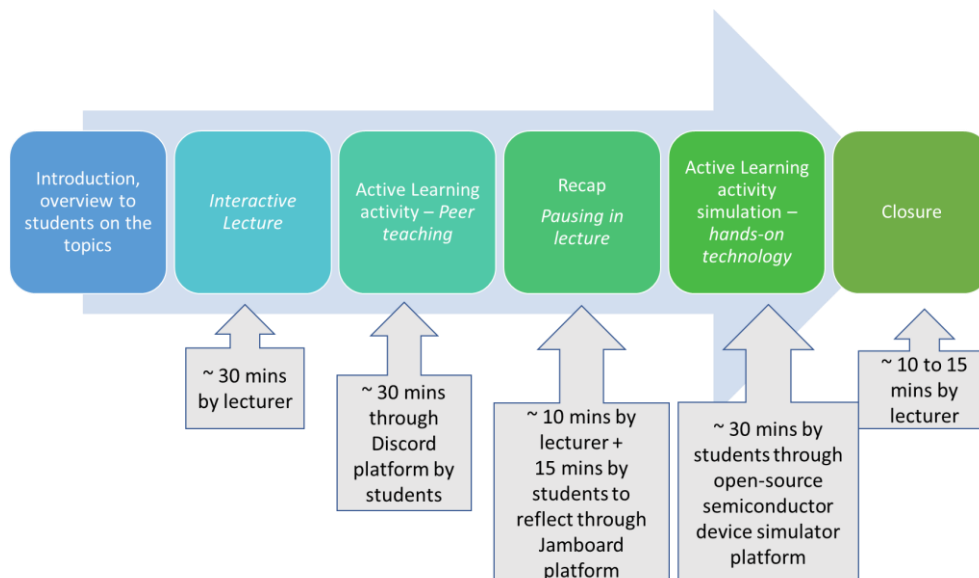 Introduction,
overview to
students on the
topics
Interactive
Lecture
Active Learning
activity – Peer
teaching
Recap
Pausing in
lecture
Active Learning
activity
simulation –
hands-on
technology
Closure
~ 30 mins
by lecturer
~ 30 mins
through
Discord
platform by
students
~ 10 mins by
lecturer +
15 mins by
students to
reflect through
Jamboard
platform
~ 30 mins by
students through
open-source
semiconductor
device simulator
platform
~ 10 to 15
mins by
lecturer